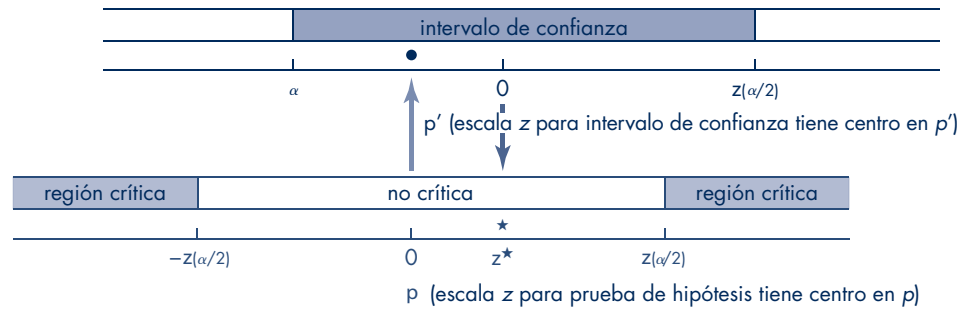 intervalo de confianza
α 0 z(α/2)
p' (escala z para intervalo de confianza tiene centro en p')
región crítica no crítica región crítica
★
−z(α/2) 0 z★ z(α/2)
p (escala z para prueba de hipótesis tiene centro en p)